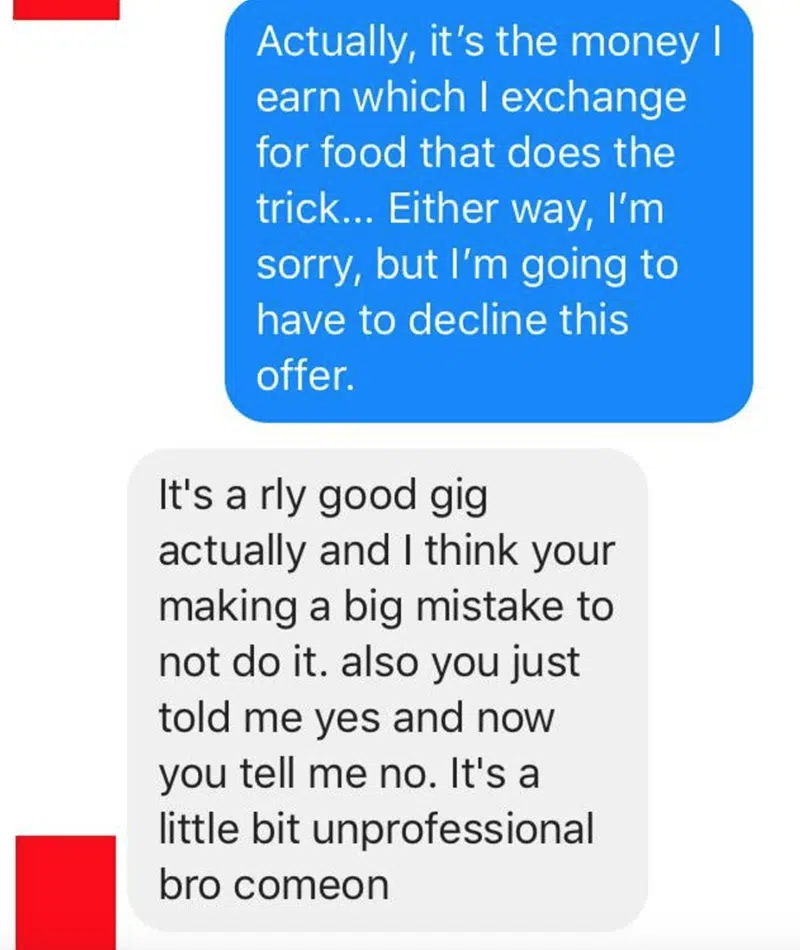 Actually, it’s the money I
earn which I exchange
for food that does the
trick... Either way, I’m
sorry, but I’m going to
have to decline this
offer.
It's a rly good gig
actually and I think your
making a big mistake to
not do it. also you just
told me yes and now
you tell me no. It's a
little bit unprofessional
bro comeon